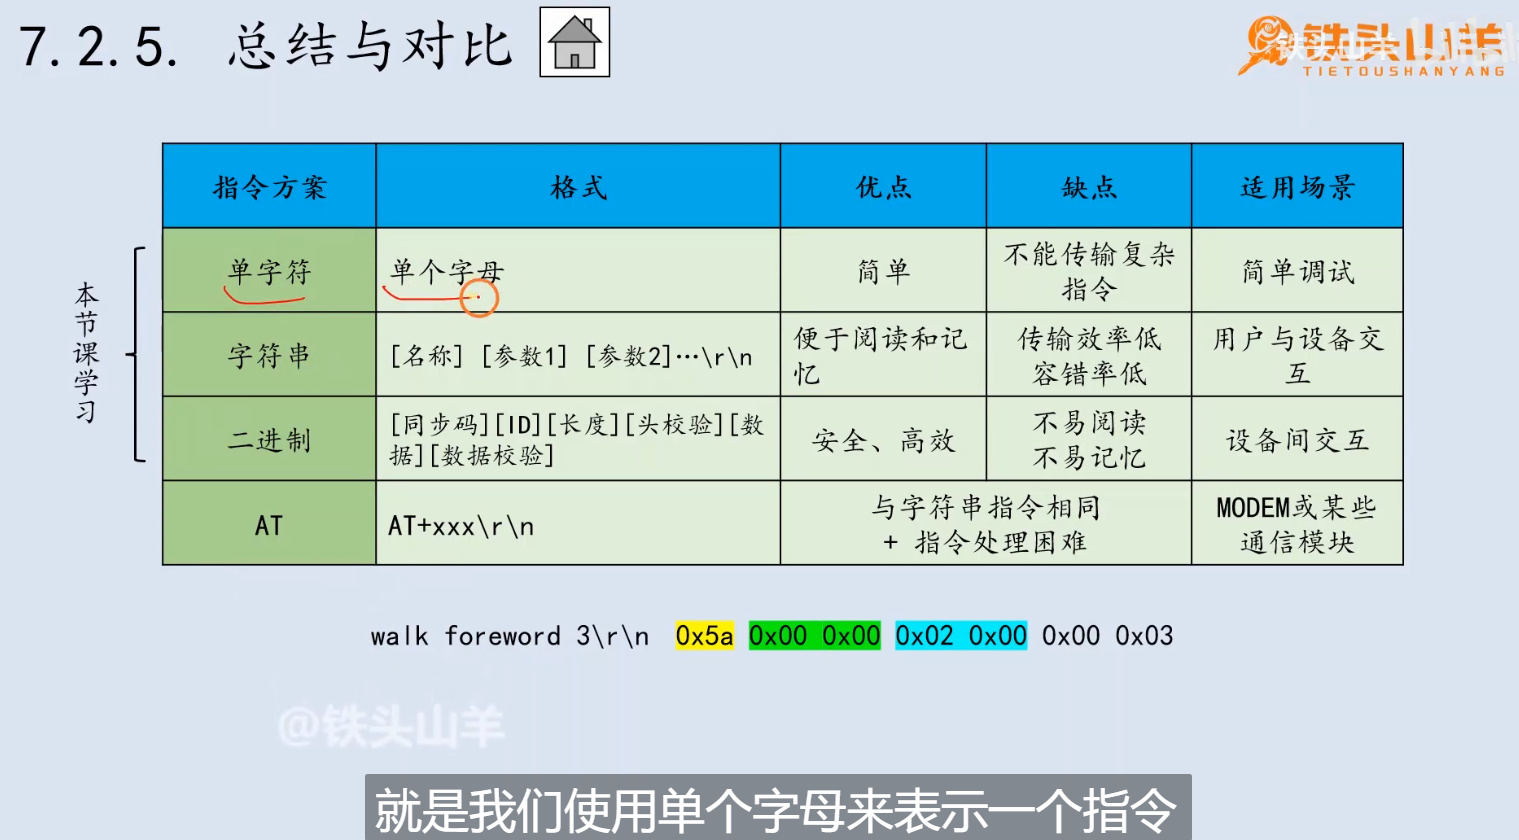 7.2.5. 总结与对比
铁头山羊
TIETOUSHANYANG
指令方案 格式 优点 缺点 适用场景
本节课学习
单字符 单个字母 简单 不能传输复杂
指令 简单调试
字符串 [名称] [参数1] [参数2]…\r\n 便于阅读和记
忆 传输效率低
容错率低 用户与设备交
互
二进制 [同步码][ID][长度][头校验][数
据][数据校验] 安全、高效 不易阅读
不易记忆 设备间交互
AT AT+xxx\r\n 与字符串指令相同
+ 指令处理困难 MODEM或某些
通信模块
walk foreword 3\r\n 0x5a 0x00 0x00 0x02 0x00 0x00 0x03
@铁头山羊
就是我们使用单个字母来表示一个指令